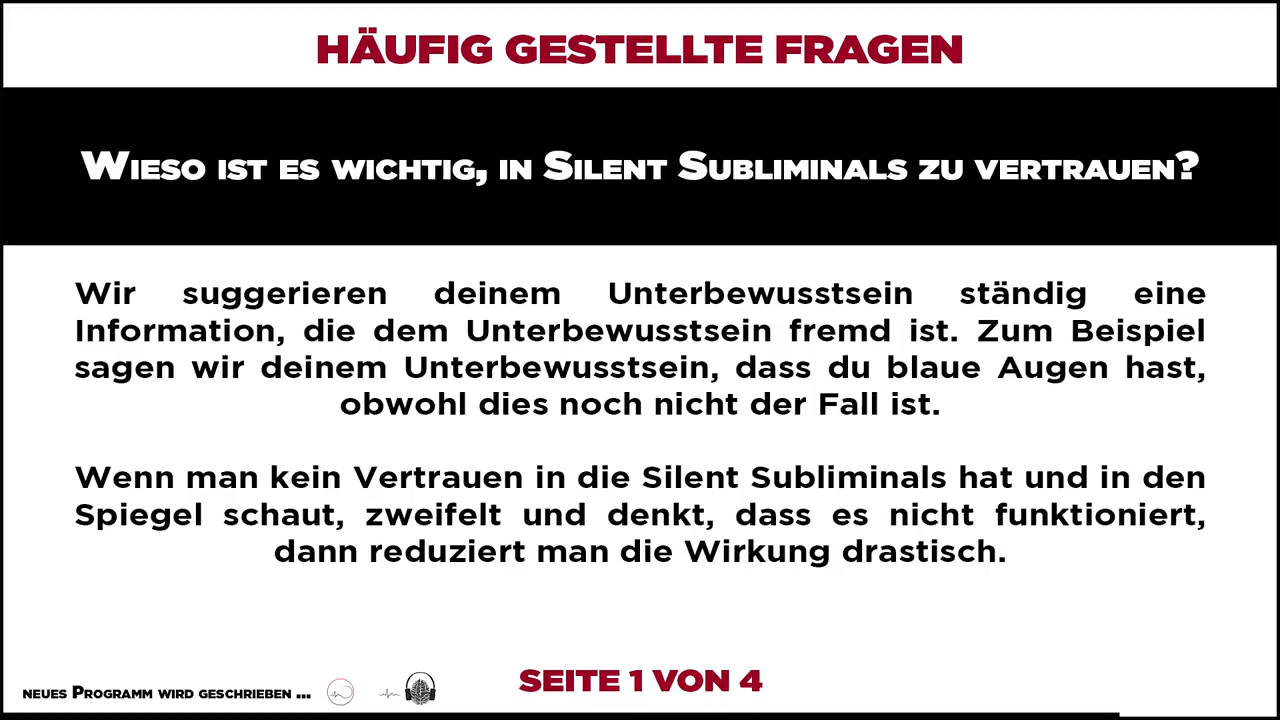 HÄUFIG GESTELLTE FRAGEN
Wieso ist es wichtig, in Silent Subliminals zu vertrauen?
Wir suggerieren deinem Unterbewusstsein ständig eine
Information, die dem Unterbewusstsein fremd ist. Zum Beispiel
sagen wir deinem Unterbewusstsein, dass du blaue Augen hast,
obwohl dies noch nicht der Fall ist.
Wenn man kein Vertrauen in die Silent Subliminals hat und in den
Spiegel schaut, zweifelt und denkt, dass es nicht funktioniert,
dann reduziert man die Wirkung drastisch.
neues Programm wird geschrieben ...
SEITE 1 VON 4